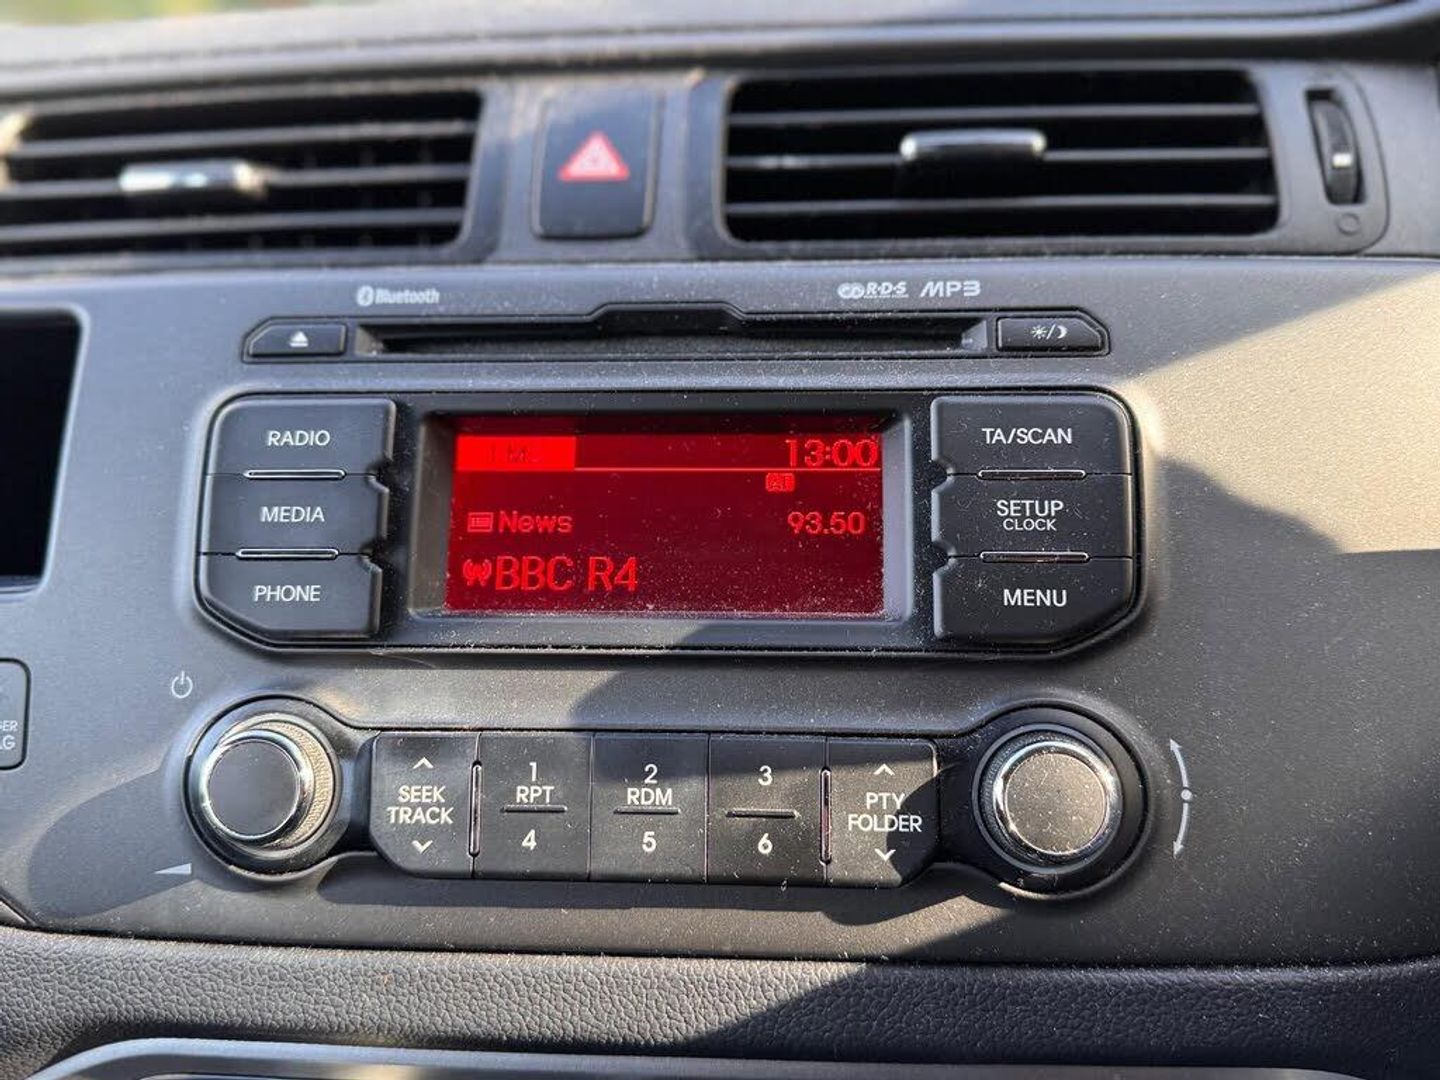 Bluetooth
R·D·S MP3
RADIO
MEDIA
PHONE
13:00
News 93.50
BBC R4
TA/SCAN
SETUP
CLOCK
MENU
SEEK
TRACK
1
RPT
4
2
RDM
5
3
6
PTY
FOLDER